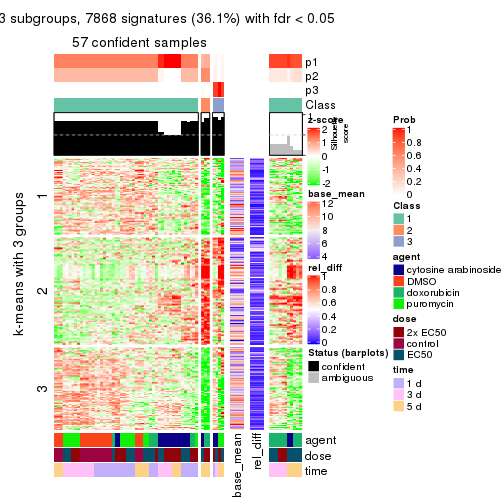 3 subgroups, 7868 signatures (36.1%) with fdr < 0.05
57 confident samples
p1
p2
p3
Class
1
Silhouette
score
k-means with 3 groups
1
2
3
agent
dose
time
base_mean
rel_diff
z-score
2
1
0
-1
-2
base_mean
12
10
8
6
4
rel_diff
1
0.8
0.6
0.4
0.2
0
Status (barplots)
confident
ambiguous
Prob
1
0.8
0.6
0.4
0.2
0
Class
1
2
3
agent
cytosine arabinoside
DMSO
doxorubicin
puromycin
dose
2x EC50
control
EC50
time
1 d
3 d
5 d